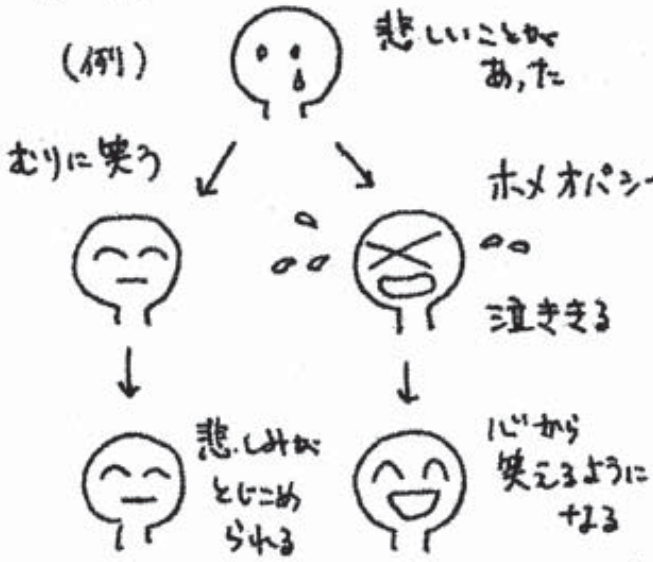 (例)
悲しいことが
あった
むりに笑う
ホメオパシー
泣ききる
悲しみが
とじこめ
られる
心から
笑えるように
なる